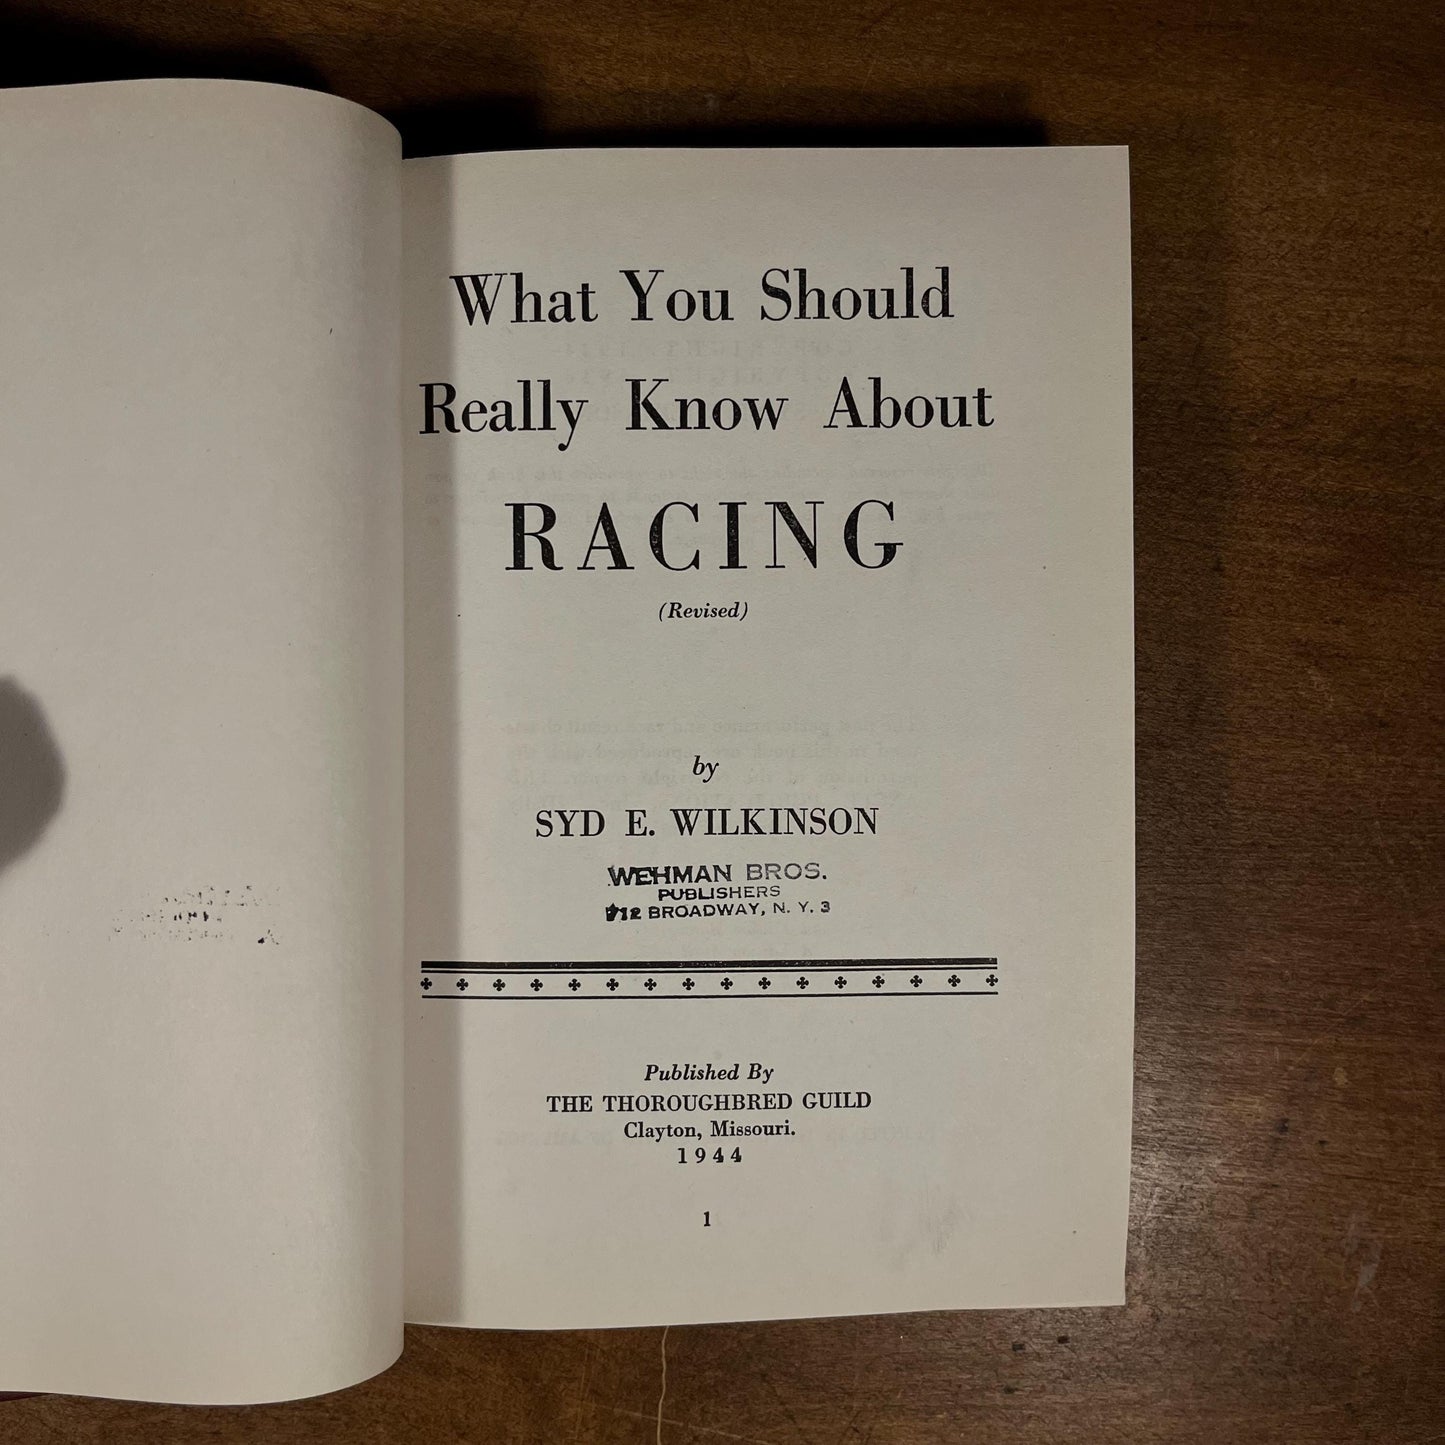 What You Should
Really Know About
RACING
(Revised)
by
SYD E. WILKINSON
WEHMAN BROS.
PUBLISHERS
712 BROADWAY, N. Y. 3
Published By
THE THOROUGHBRED GUILD
Clayton, Missouri.
1944
1